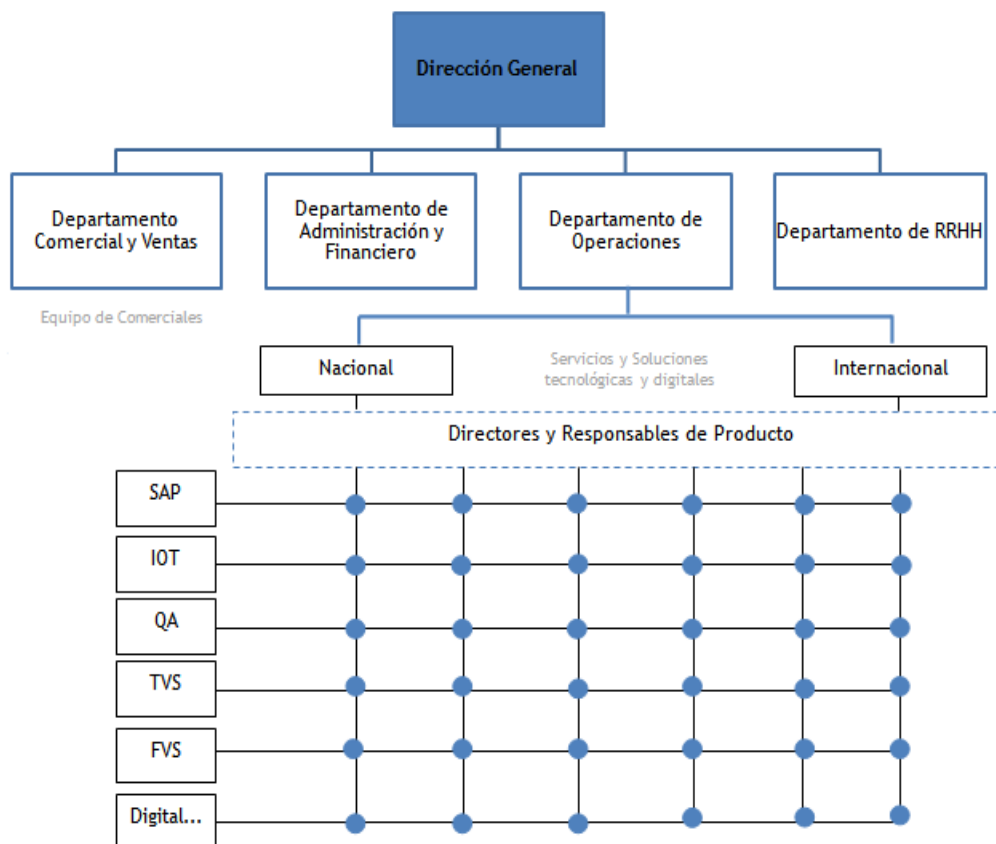 Dirección General
Departamento
Comercial y Ventas
Departamento de
Administración y
Financiero
Departamento de
Operaciones
Departamento de RRHH
Equipo de Comerciales
Nacional
Servicios y Soluciones
tecnológicas y digitales
Internacional
Directores y Responsables de Producto
SAP
IOT
QA
TVS
FVS
Digital...